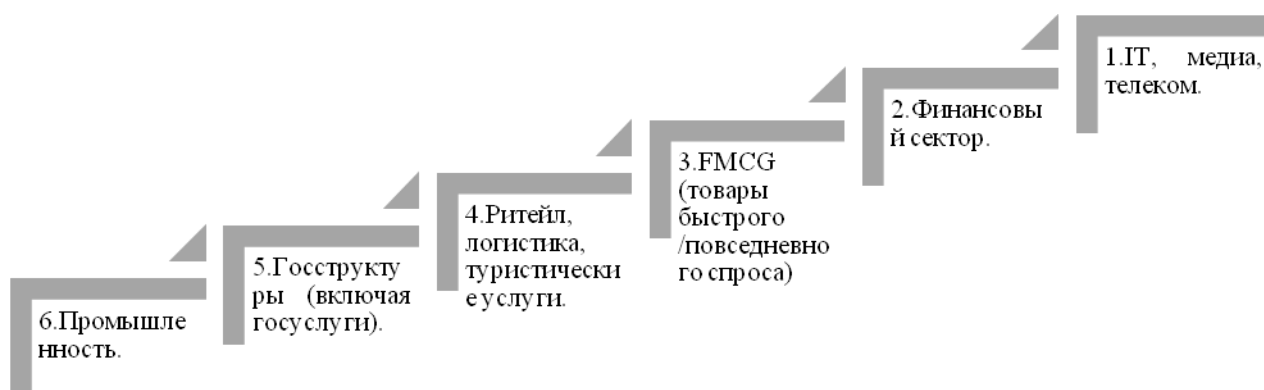 1.IT, медиа,
телеком.
2.Финансовы
й сектор.
3.FMCG
(товары
быстрого
/повседневно
го спроса)
4.Ритейл,
логистика,
туристически
е услуги.
5.Госструкту
ры (включая
госуслуги).
6.Промышле
нность.